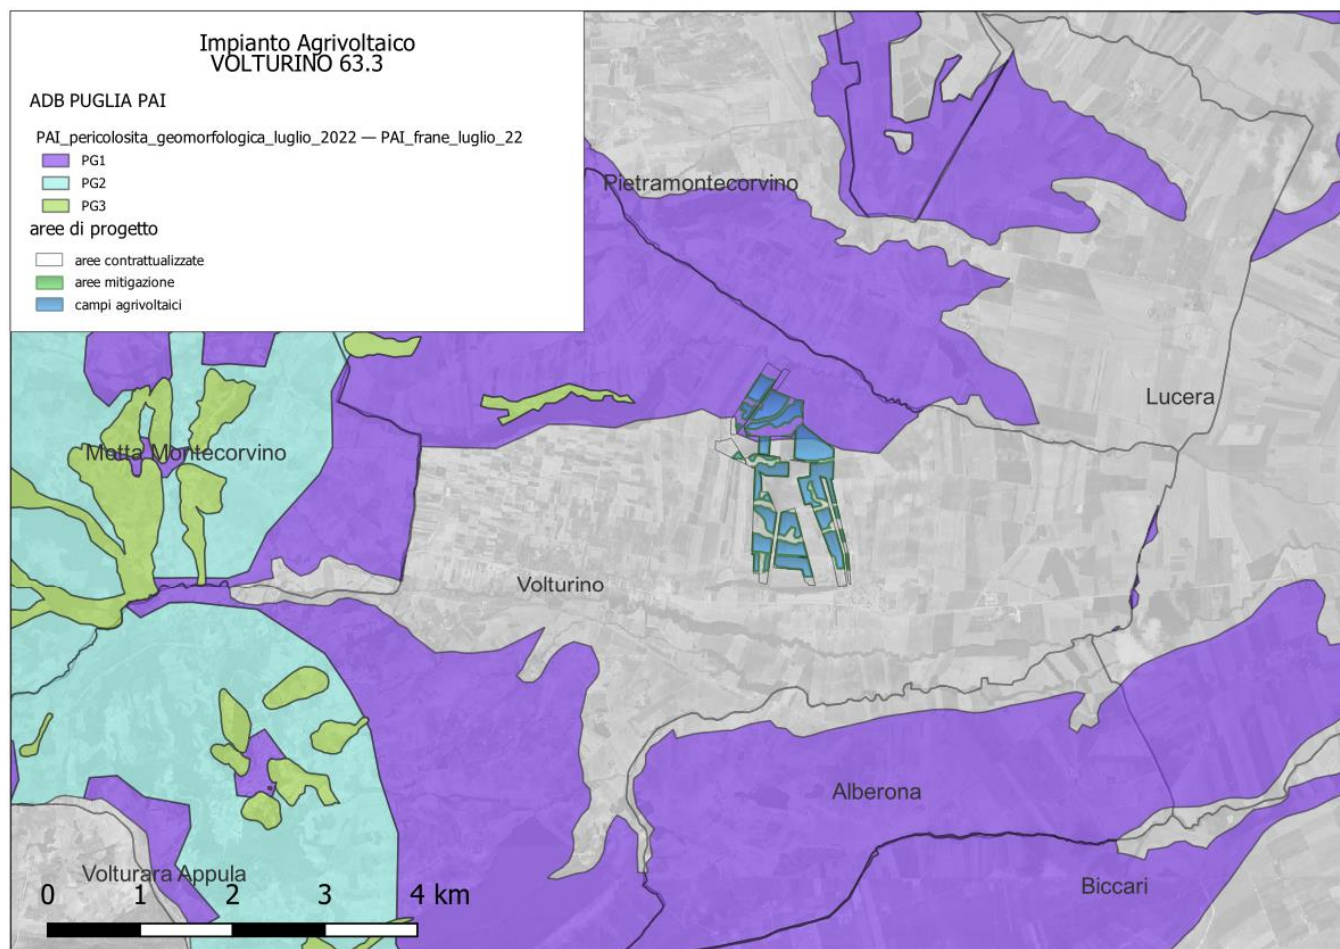 Impianto Agrivoltaico
VOLTURINO 63.3
ADB PUGLIA PAI
PAI_pericolosita_geomorfologica_luglio_2022 — PAI_frane_luglio_22
PG1
PG2
PG3
aree di progetto
aree contrattualizzate
aree mitigazione
campi agrivoltaici
Pietramontecorvino
Lucera
Motta Montecorvino
Volturino
Alberona
Volturara Appula
Biccari
0 1 2 3 4 km